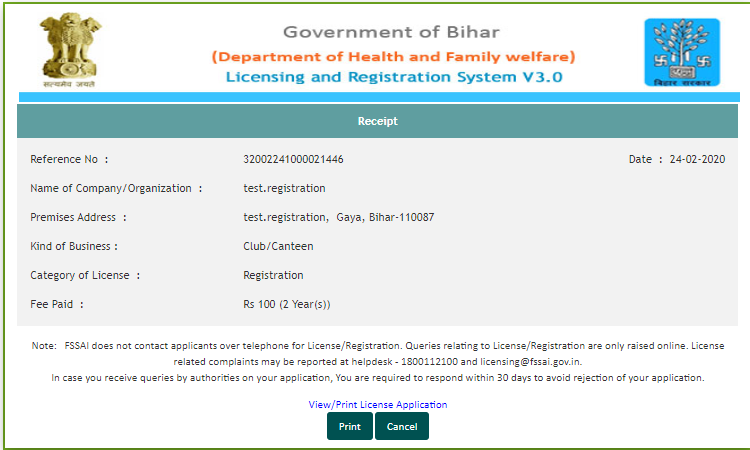 Government of Bihar
(Department of Health and Family welfare)
Licensing and Registration System V3.0
सत्यमेव जयते
बिहार सरकार
Receipt
Reference No : 32002241000021446 Date : 24-02-2020
Name of Company/Organization : test.registration
Premises Address : test.registration, Gaya, Bihar-110087
Kind of Business : Club/Canteen
Category of License : Registration
Fee Paid : Rs 100 (2 Year(s))
Note: FSSAI does not contact applicants over telephone for License/Registration. Queries relating to License/Registration are only raised online. License
related complaints may be reported at helpdesk - 1800112100 and licensing@fssai.gov.in.
In case you receive queries by authorities on your application, You are required to respond within 30 days to avoid rejection of your application.
View/Print License Application
Print Cancel